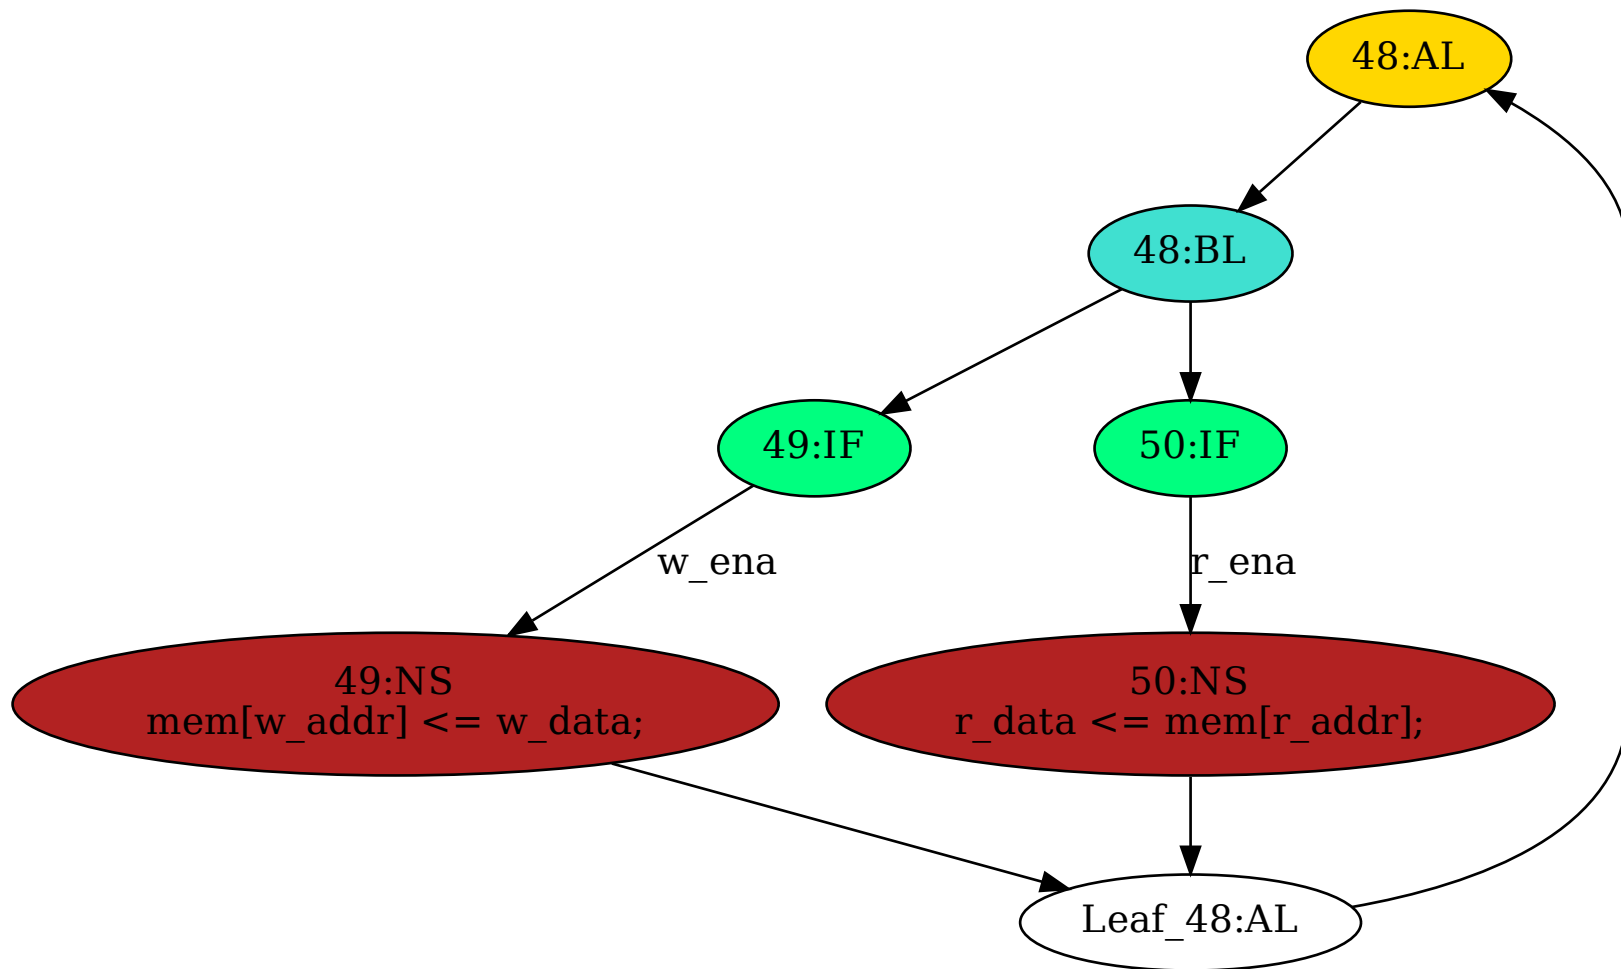 48:AL
48:BL
49:IF
50:IF
w_ena
r_ena
49:NS
mem[w_addr] <= w_data;
50:NS
r_data <= mem[r_addr];
Leaf_48:AL